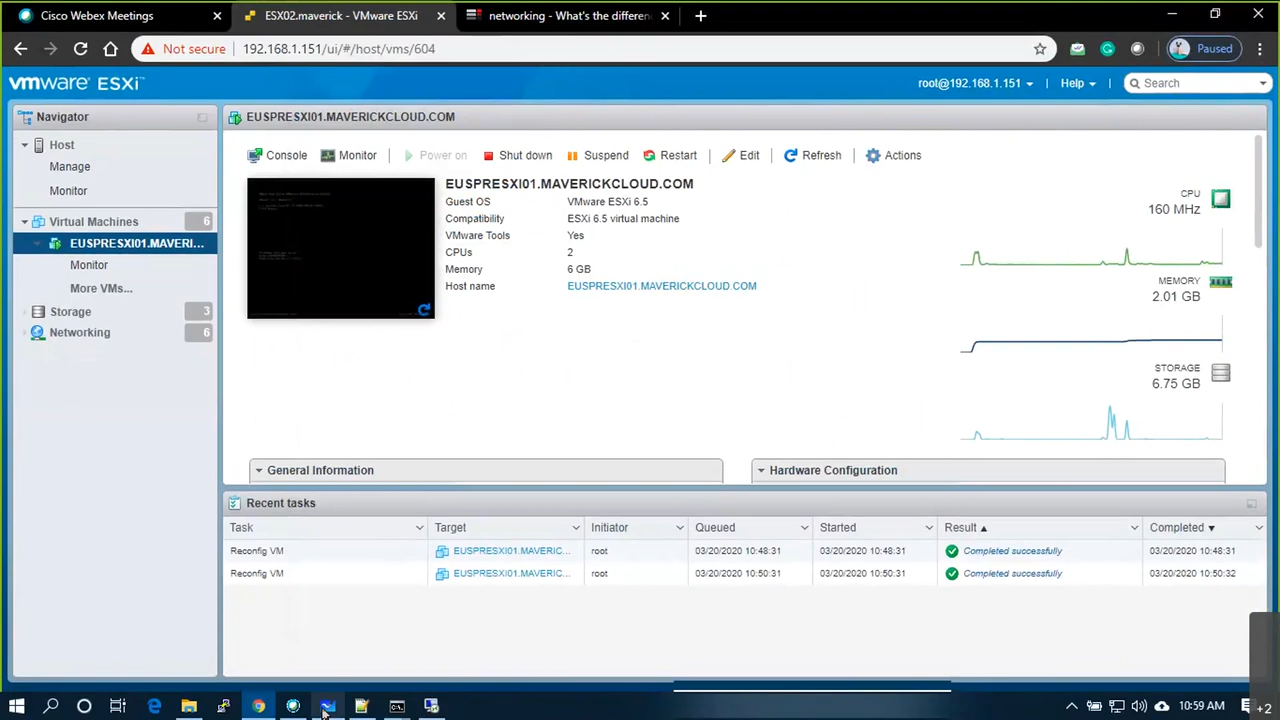 Cisco Webex Meetings
ESX02.maverick - VMware ESXi
networking - What's the differen
Not secure
192.168.1.151/ui/#/host/vms/604
Paused
vmware ESXi
root@192.168.1.151
Help
Search
Navigator
EUSPRESXI01.MAVERICKCLOUD.COM
Host
Manage
Monitor
Virtual Machines 6
EUSPRESXI01.MAVERI...
Monitor
More VMs...
Storage 3
Networking 6
Console Monitor Power on Shut down Suspend Restart Edit Refresh Actions
EUSPRESXI01.MAVERICKCLOUD.COM
Guest OS VMware ESXi 6.5
Compatibility ESXi 6.5 virtual machine
VMware Tools Yes
CPUs 2
Memory 6 GB
Host name EUSPRESXI01.MAVERICKCLOUD.COM
CPU
160 MHz
MEMORY
2.01 GB
STORAGE
6.75 GB
General Information
Hardware Configuration
Recent tasks
Task Target Initiator Queued Started Result Completed
Reconfig VM EUSPRESXI01.MAVERIC... root 03/20/2020 10:48:31 03/20/2020 10:48:31 Completed successfully 03/20/2020 10:48:31
Reconfig VM EUSPRESXI01.MAVERIC... root 03/20/2020 10:50:31 03/20/2020 10:50:31 Completed successfully 03/20/2020 10:50:32
10:59 AM
+2